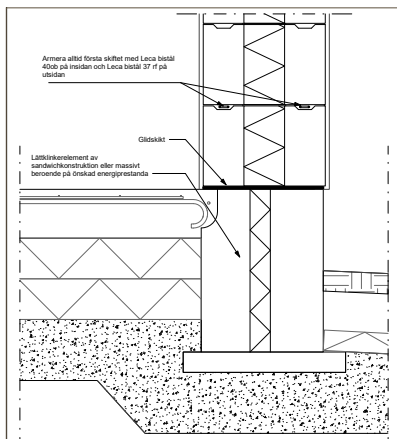 Armera alltid första skiftet med Leca bistål
40ob på insidan och Leca bistål 37 rf på
utsidan
Glidskikt
Lättklinkerelement av
sandwichkonstruktion eller massivt
beroende på önskad energiprestanda